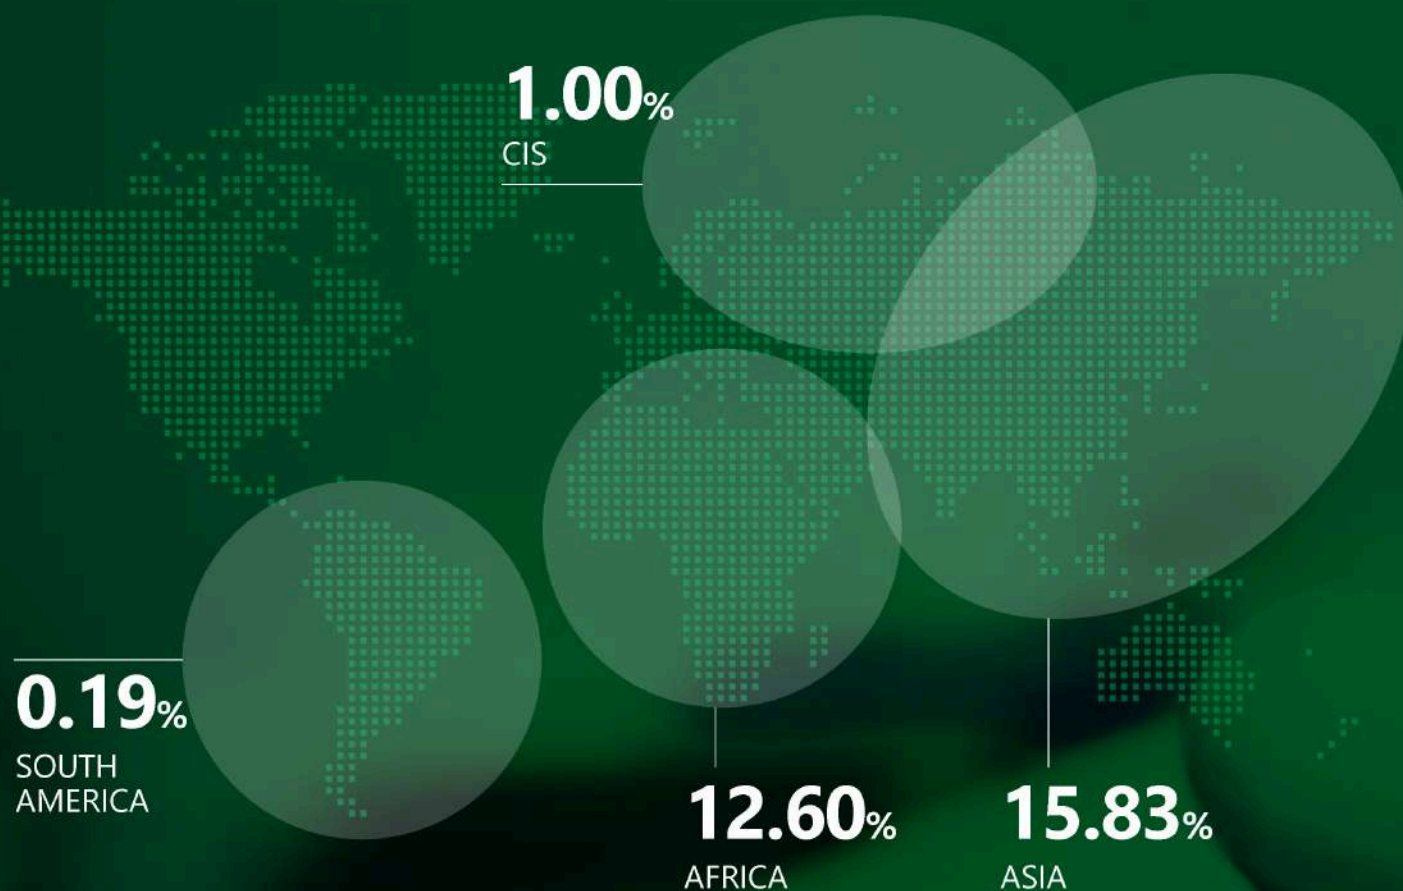 1.00%
CIS
0.19%
SOUTH
AMERICA
12.60%
AFRICA
15.83%
ASIA